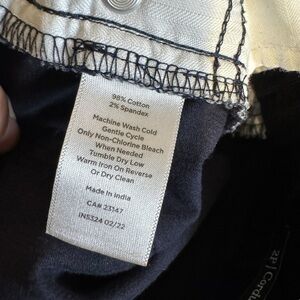 98% Cotton
2% Spandex
Machine Wash Cold
Gentle Cycle
Only Non-Chlorine Bleach
When Needed
Tumble Dry Low
Warm Iron on Reverse
Or Dry Clean
Made in India
CA# 23147
INS324 02/22